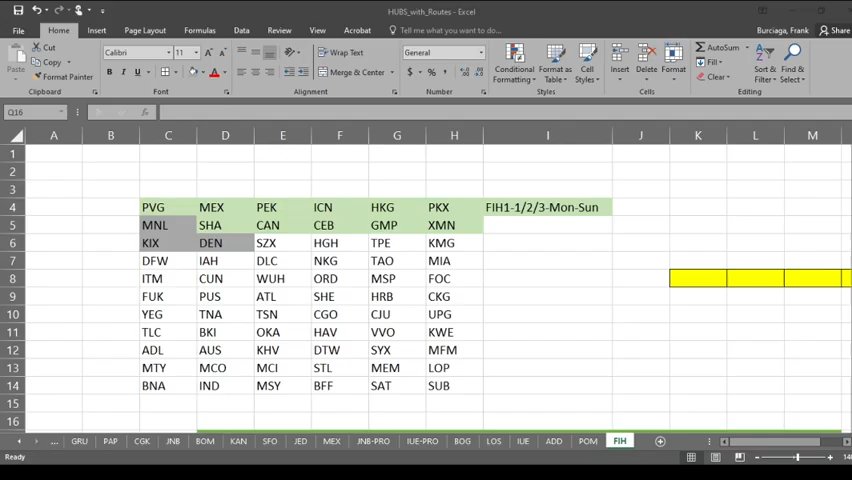 HUBS_with_Routes - Excel
Burciaga, Frank
Share
File Home Insert Page Layout Formulas Data Review View Acrobat Tell me what you want to do...
Paste
Cut
Copy
Format Painter
Clipboard
Calibri 11
B I U
Font
Wrap Text
Merge & Center
Alignment
General
$ % ,
Number
Conditional Formatting
Format as Table
Cell Styles
Styles
Insert Delete Format
Cells
AutoSum
Fill
Clear
Sort & Filter
Find & Select
Editing
Q16 fx
A B C D E F G H I J K L M
1
2
3
4 PVG MEX PEK ICN HKG PKX FIH1-1/2/3-Mon-Sun
5 MNL SHA CAN CEB GMP XMN
6 KIX DEN SZX HGH TPE KMG
7 DFW IAH DLC NKG TAO MIA
8 ITM CUN WUH ORD MSP FOC
9 FUK PUS ATL SHE HRB CKG
10 YEG TNA TSN CGO CJU UPG
11 TLC BKI OKA HAV VVO KWE
12 ADL AUS KHV DTW SYX MFM
13 MTY MCO MCI STL MEM LOP
14 BNA IND MSY BFF SAT SUB
15
16
... GRU PAP CGK JNB BOM KAN SFO JED MEX JNB-PRO IUE-PRO BOG LOS IUE ADD POM FIH
Ready